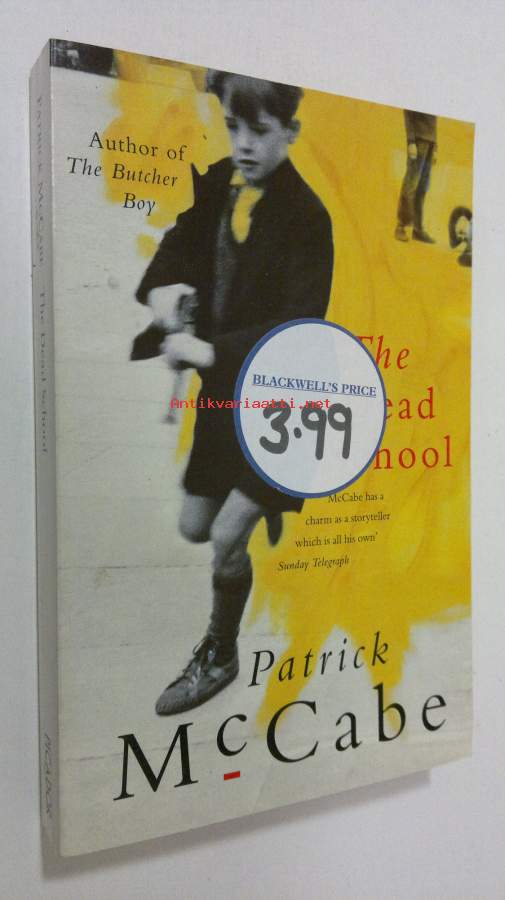 Author of
The Butcher
Boy
The
ead
hool
BLACKWELL'S PRICE
3.99
McCabe has a
charm as a storyteller
which is all his own'
Sunday Telegraph
Patrick
McCabe
PATRICK McCABE The Dead School
PICADOR
Antikvariaatti.net